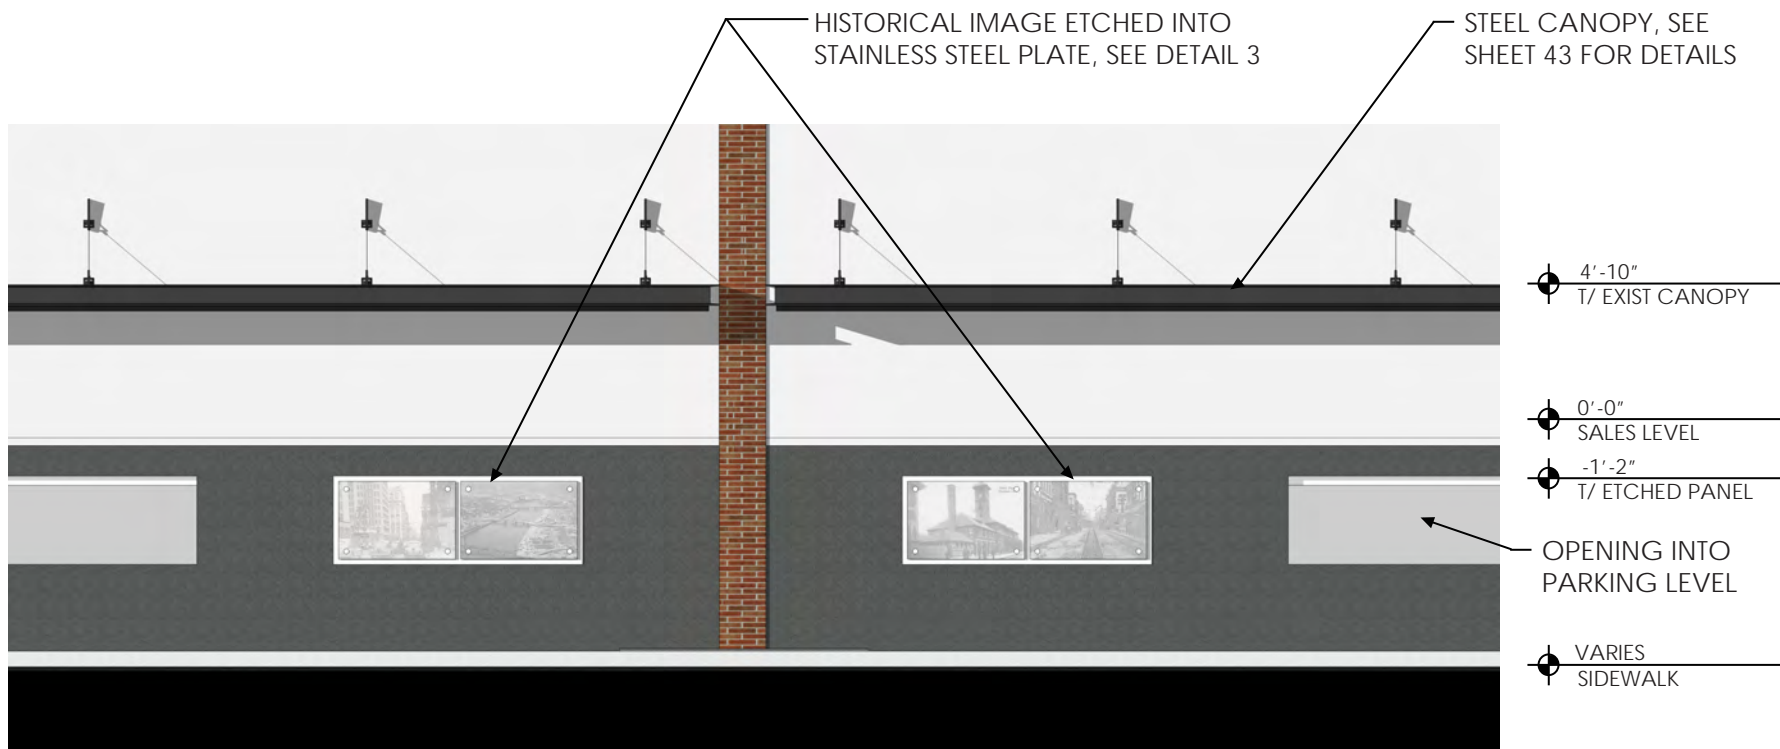 HISTORICAL IMAGE ETCHED INTO
STAINLESS STEEL PLATE, SEE DETAIL 3
STEEL CANOPY, SEE
SHEET 43 FOR DETAILS
4'-10"
T/ EXIST CANOPY
0'-0"
SALES LEVEL
-1'-2"
T/ ETCHED PANEL
OPENING INTO
PARKING LEVEL
VARIES
SIDEWALK